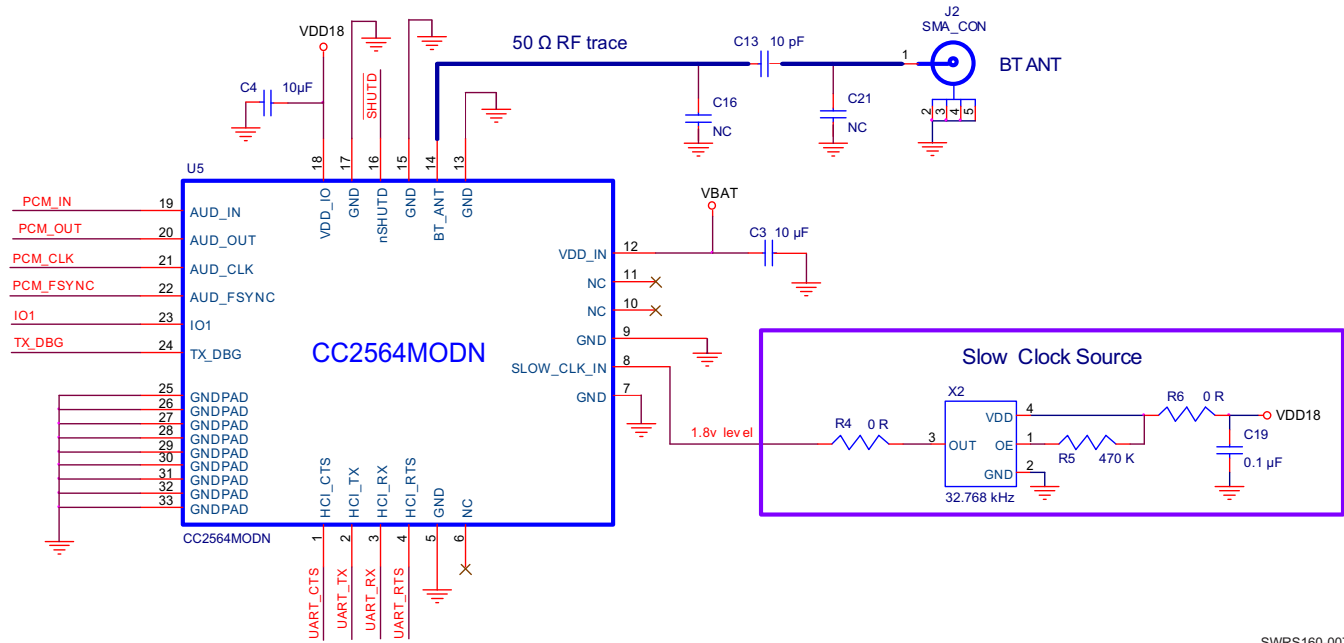 J2
SMA_CON
BT ANT
1
2
3
4
5
50 Ω RF trace
C13
10 pF
C16
NC
C21
NC
VDD18
C4
10µF
SHUTD
18
17
16
15
14
13
U5
VDD_IO
GND
nSHUTD
GND
BT_ANT
GND
PCM_IN
19
AUD_IN
PCM_OUT
20
AUD_OUT
PCM_CLK
21
AUD_CLK
PCM_FSYNC
22
AUD_FSYNC
IO1
23
IO1
TX_DBG
24
TX_DBG
25
GNDPAD
26
GNDPAD
27
GNDPAD
28
GNDPAD
29
GNDPAD
30
GNDPAD
31
GNDPAD
32
GNDPAD
33
GNDPAD
CC2564MODN
VBAT
C3
10 µF
VDD_IN
12
NC
11
NC
10
GND
9
SLOW_CLK_IN
8
GND
7
1.8v level
Slow Clock Source
R4
0 R
X2
VDD
4
3
OUT
OE
1
GND
2
32.768 kHz
R5
470 K
R6
0 R
VDD18
C19
0.1 µF
HCI_CTS
HCI_TX
HCI_RX
HCI_RTS
GND
NC
CC2564MODN
1
2
3
4
5
6
UART_CTS
UART_TX
UART_RX
UART_RTS